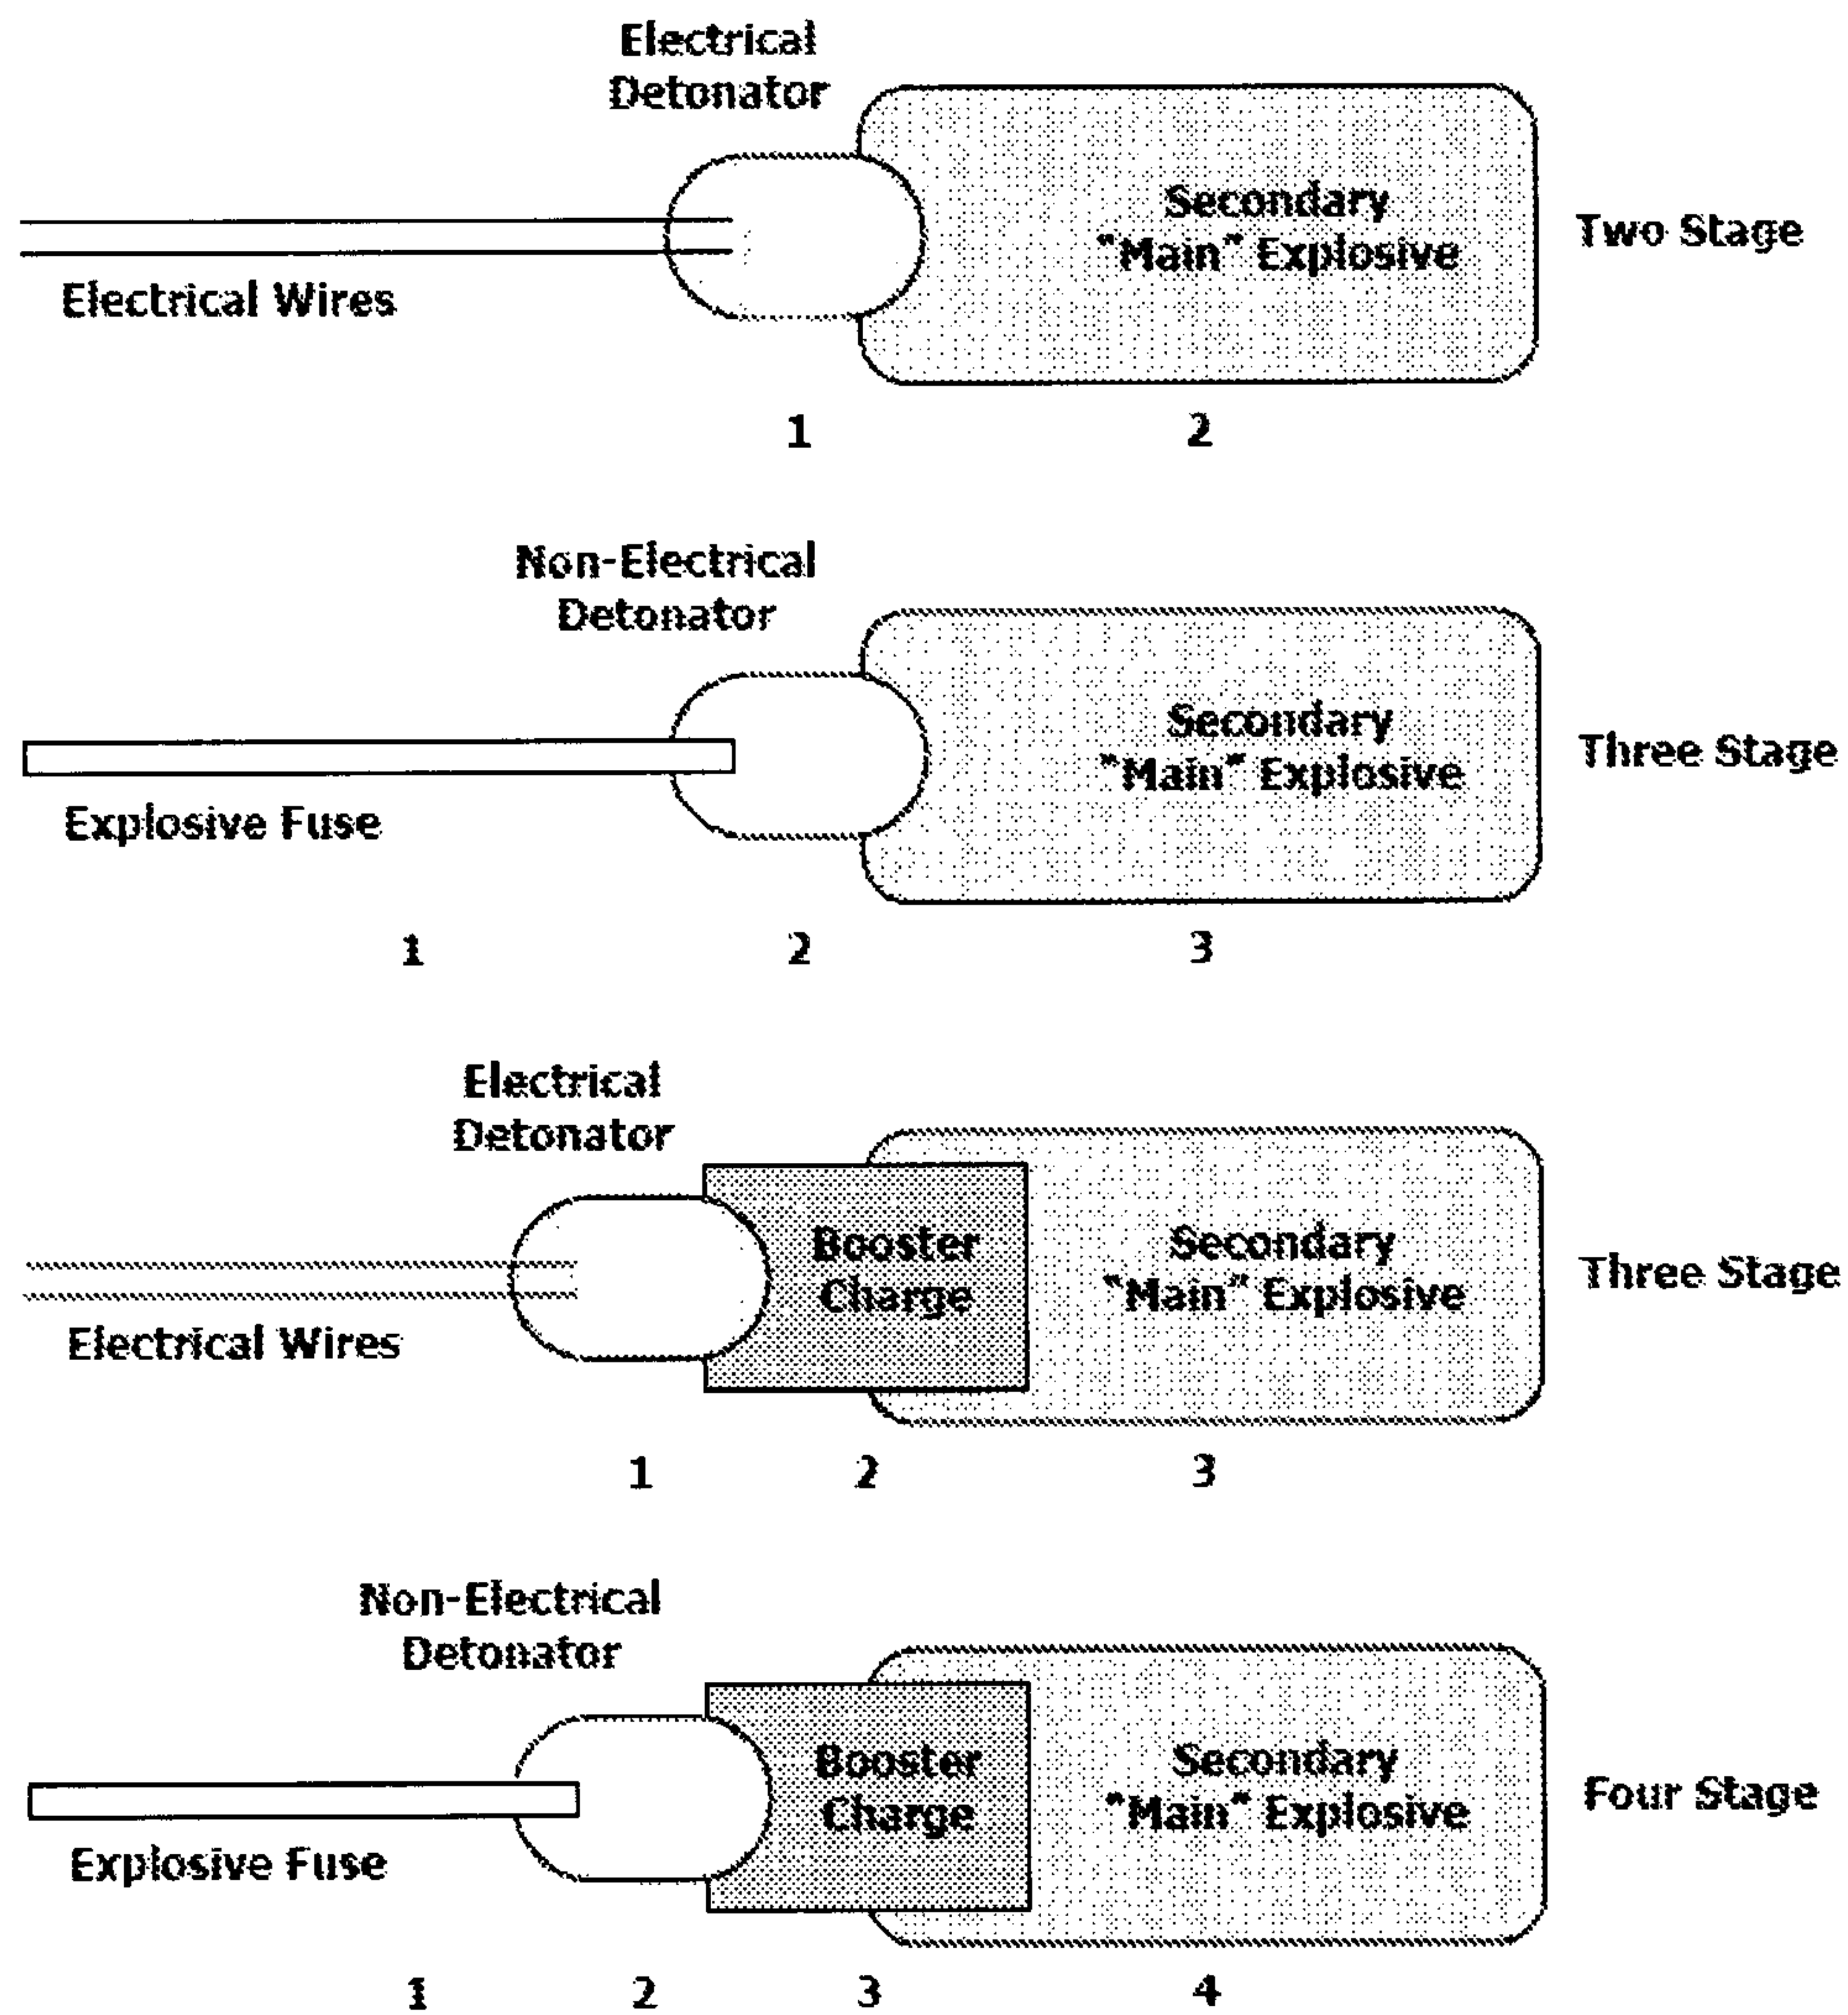 Electrical
Detonator
Secondary
"Main" Explosive
Two Stage
Electrical Wires
1 2
Non-Electrical
Detonator
Secondary
"Main" Explosive
Three Stage
Explosive Fuse
1 2 3
Electrical
Detonator
Booster
Charge
Secondary
"Main" Explosive
Three Stage
Electrical Wires
1 2 3
Non-Electrical
Detonator
Booster
Charge
Secondary
"Main" Explosive
Four Stage
Explosive Fuse
1 2 3 4